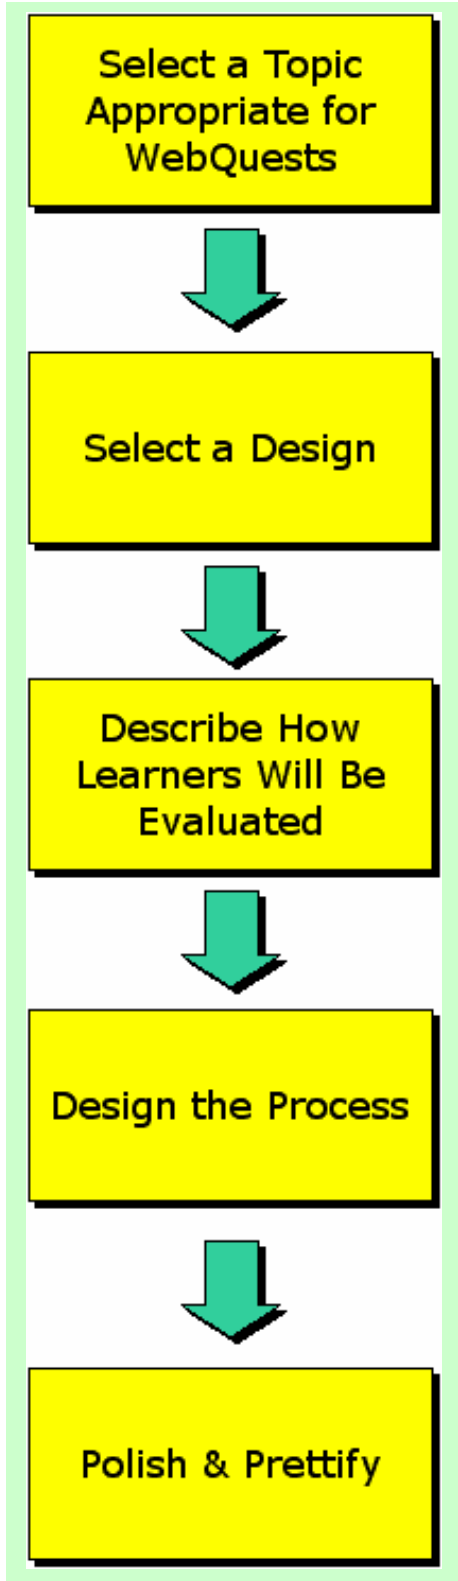 Select a Topic
Appropriate for
WebQuests
Select a Design
Describe How
Learners Will Be
Evaluated
Design the Process
Polish & Prettify